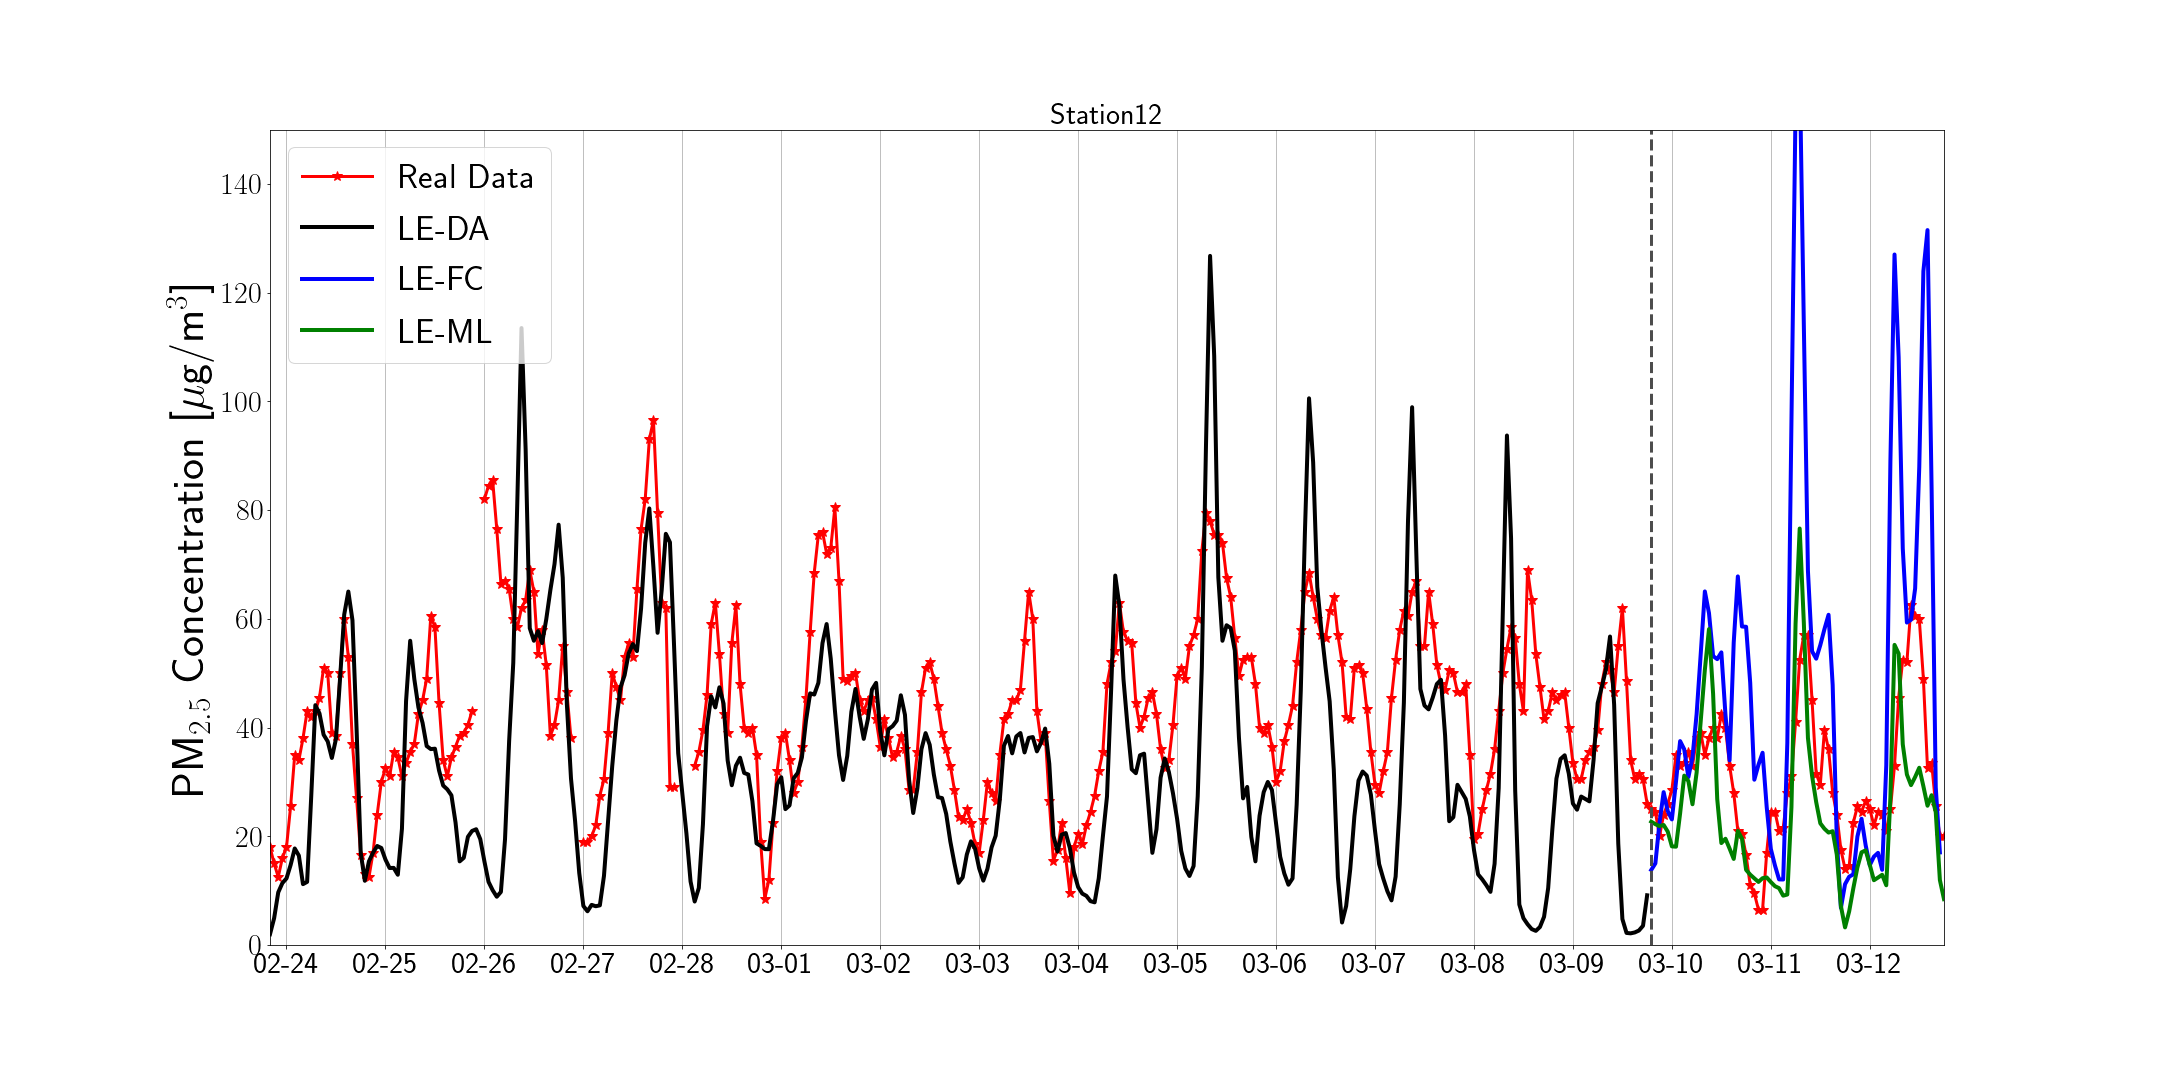 Station12
Real Data
LE-DA
LE-FC
LE-ML
PM2.5 Concentration [μg/m³]
140
120
100
80
60
40
20
0
02-24 02-25 02-26 02-27 02-28 03-01 03-02 03-03 03-04 03-05 03-06 03-07 03-08 03-09 03-10 03-11 03-12